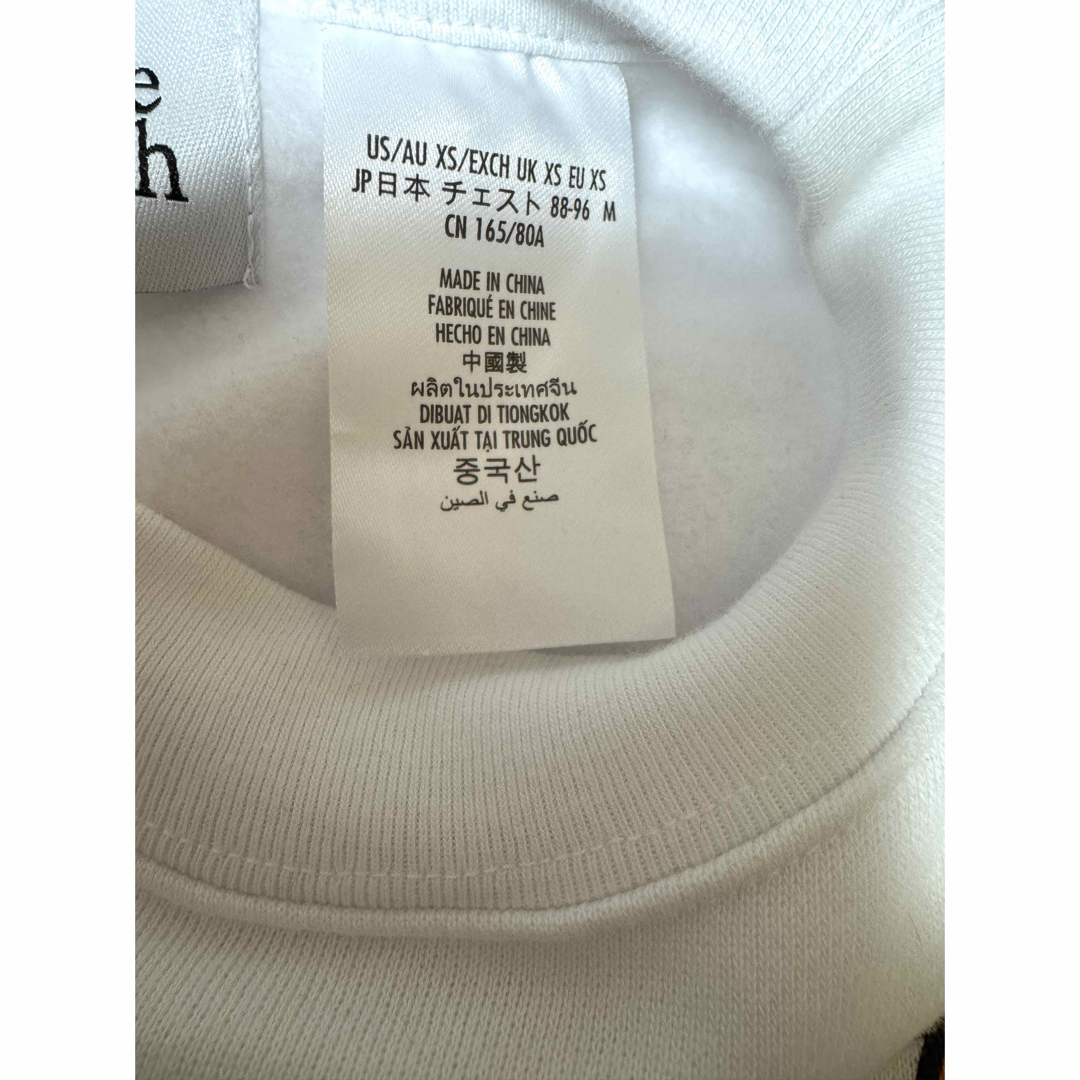 e
h
US/AU XS/EXCH UK XS EU XS
JP日本 チェスト 88-96 M
CN 165/80A
MADE IN CHINA
FABRIQUÉ EN CHINE
HECHO EN CHINA
中國製
ผลิตในประเทศจีน
DIBUAT DI TIONGKOK
SẢN XUẤT TẠI TRUNG QUỐC
중국산
صنع في الصين